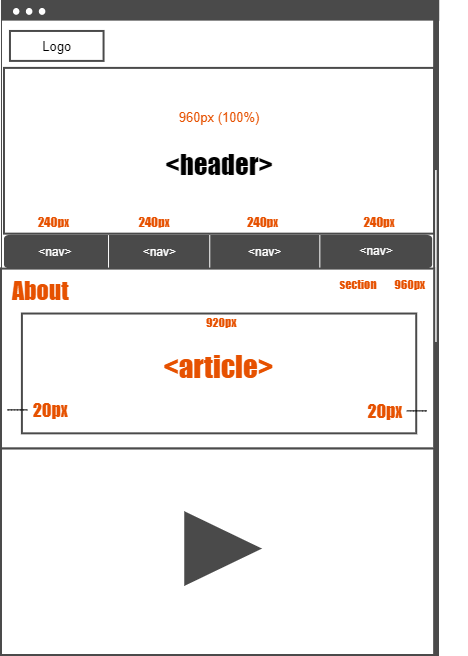 Logo
960px (100%)
<header>
240px 240px 240px 240px
<nav> <nav> <nav> <nav>
About section 960px
920px
<article>
20px 20px